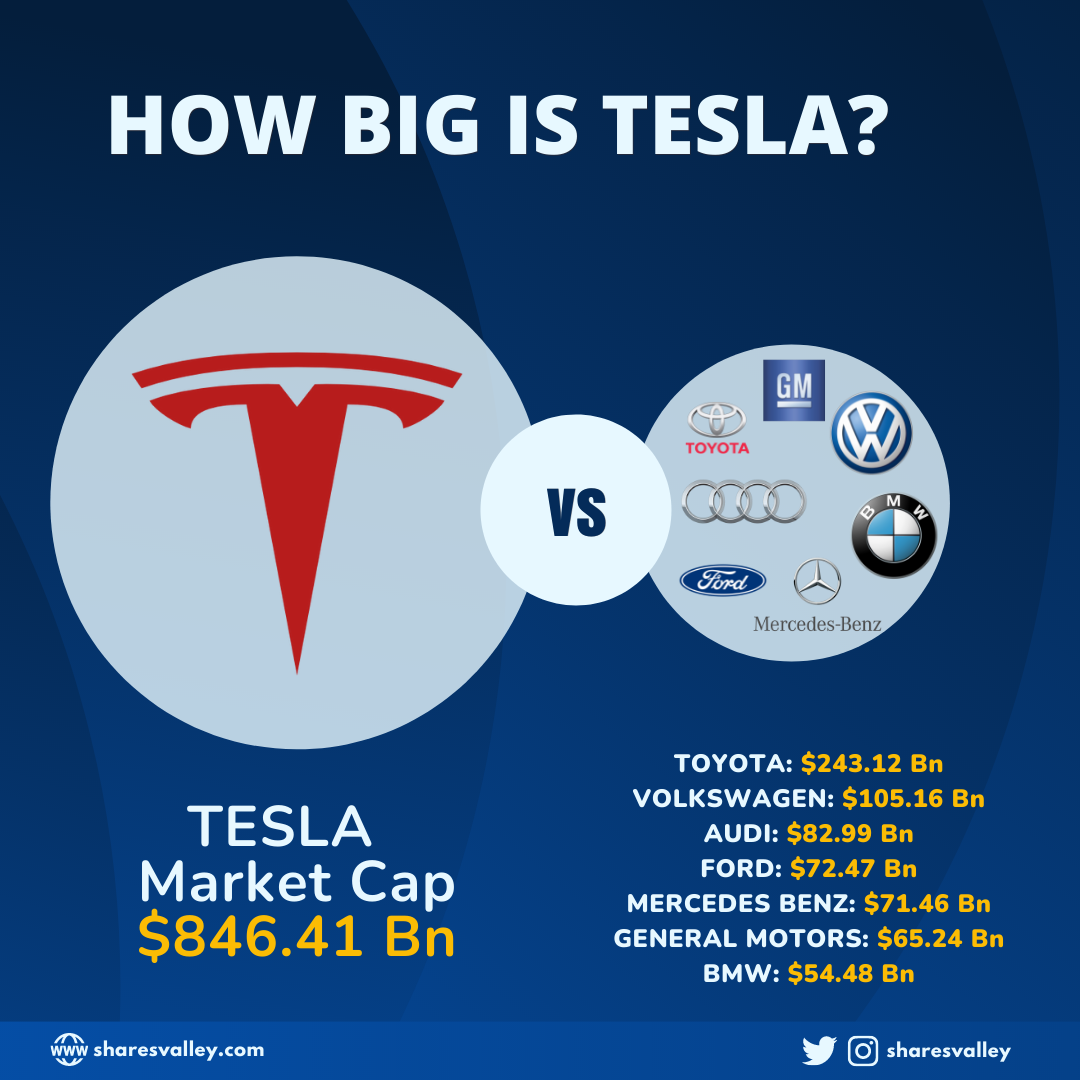 HOW BIG IS TESLA?
VS
GM
TOYOTA
BMW
Ford
Mercedes-Benz
TESLA
Market Cap
$846.41 Bn
TOYOTA: $243.12 Bn
VOLKSWAGEN: $105.16 Bn
AUDI: $82.99 Bn
FORD: $72.47 Bn
MERCEDES BENZ: $71.46 Bn
GENERAL MOTORS: $65.24 Bn
BMW: $54.48 Bn
www sharesvalley.com
sharesvalley